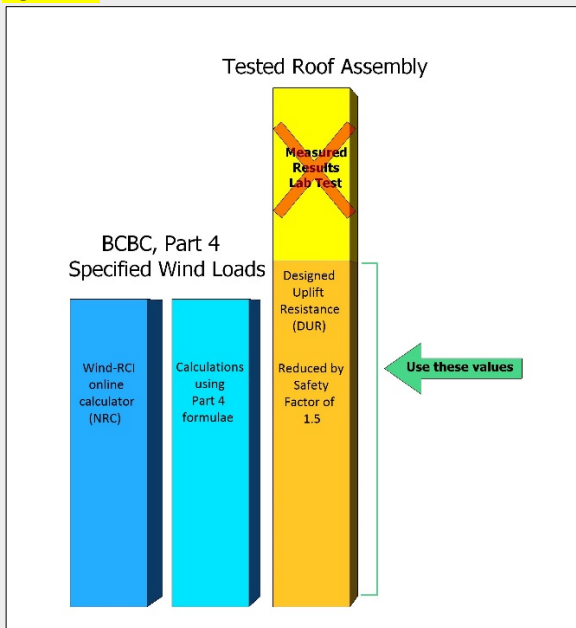 Tested Roof Assembly
Measured
Results
Lab Test
BCBC, Part 4
Specified Wind Loads
Designed
Uplift
Resistance
(DUR)
Reduced by
Safety
Factor of
1.5
Wind-RCI
online
calculator
(NRC)
Calculations
using
Part 4
formulae
Use these values